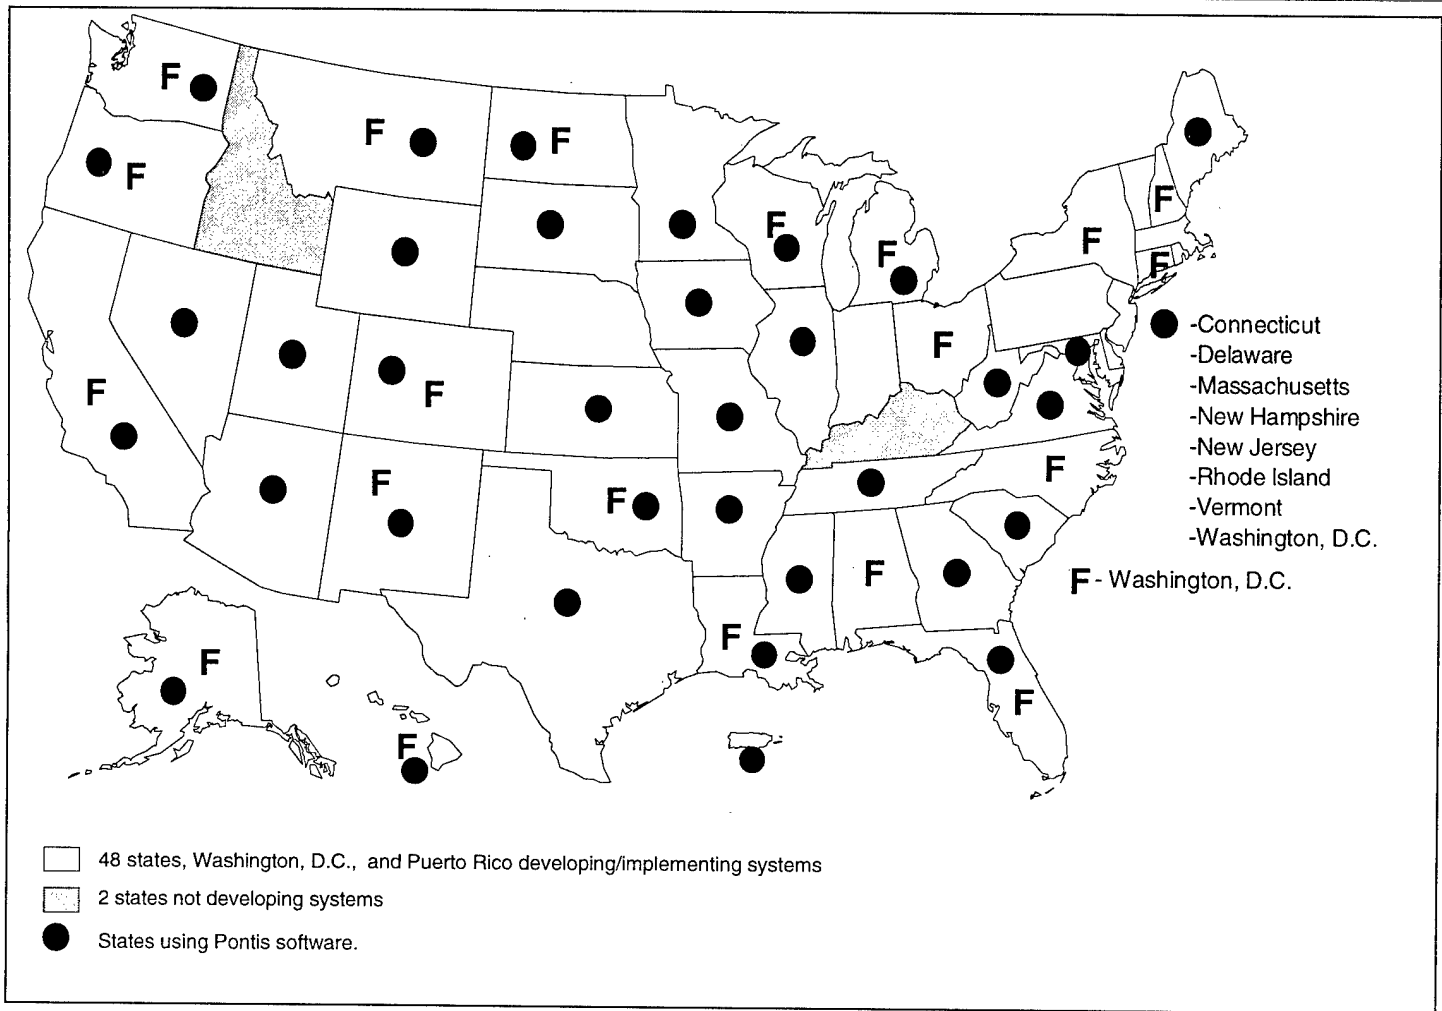 F
F
F
F
F
F
F
F
F
F
-Connecticut
-Delaware
F
-Massachusetts
F
F
-New Hampshire
-New Jersey
F
F
-Rhode Island
F
-Vermont
-Washington, D.C.
F
F - Washington, D.C.
F
F
F
F
48 states, Washington, D.C., and Puerto Rico developing/implementing systems
2 states not developing systems
States using Pontis software.